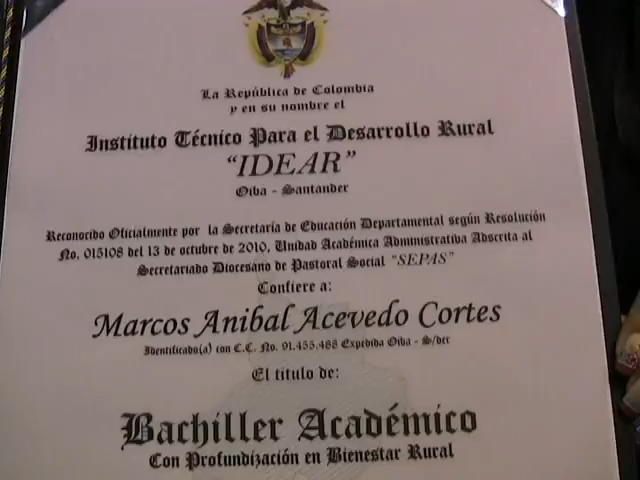 La República de Colombia
y en su nombre el
Instituto Técnico Para el Desarrollo Rural
"IDEAR"
Oiba - Santander
Reconocido Oficialmente por la Secretaría de Educación Departamental según Resolución
No. 015108 del 13 de octubre de 2010, Unidad Académica Administrativa Adscrita al
Secretariado Diocesano de Pastoral Social "SEPAS"
Confiere a:
Marcos Anibal Acevedo Cortes
Identificado(a) con C.C. No. 91.455.488 Expedida Oiba - S/der
El titulo de:
Bachiller Académico
Con Profundización en Bienestar Rural